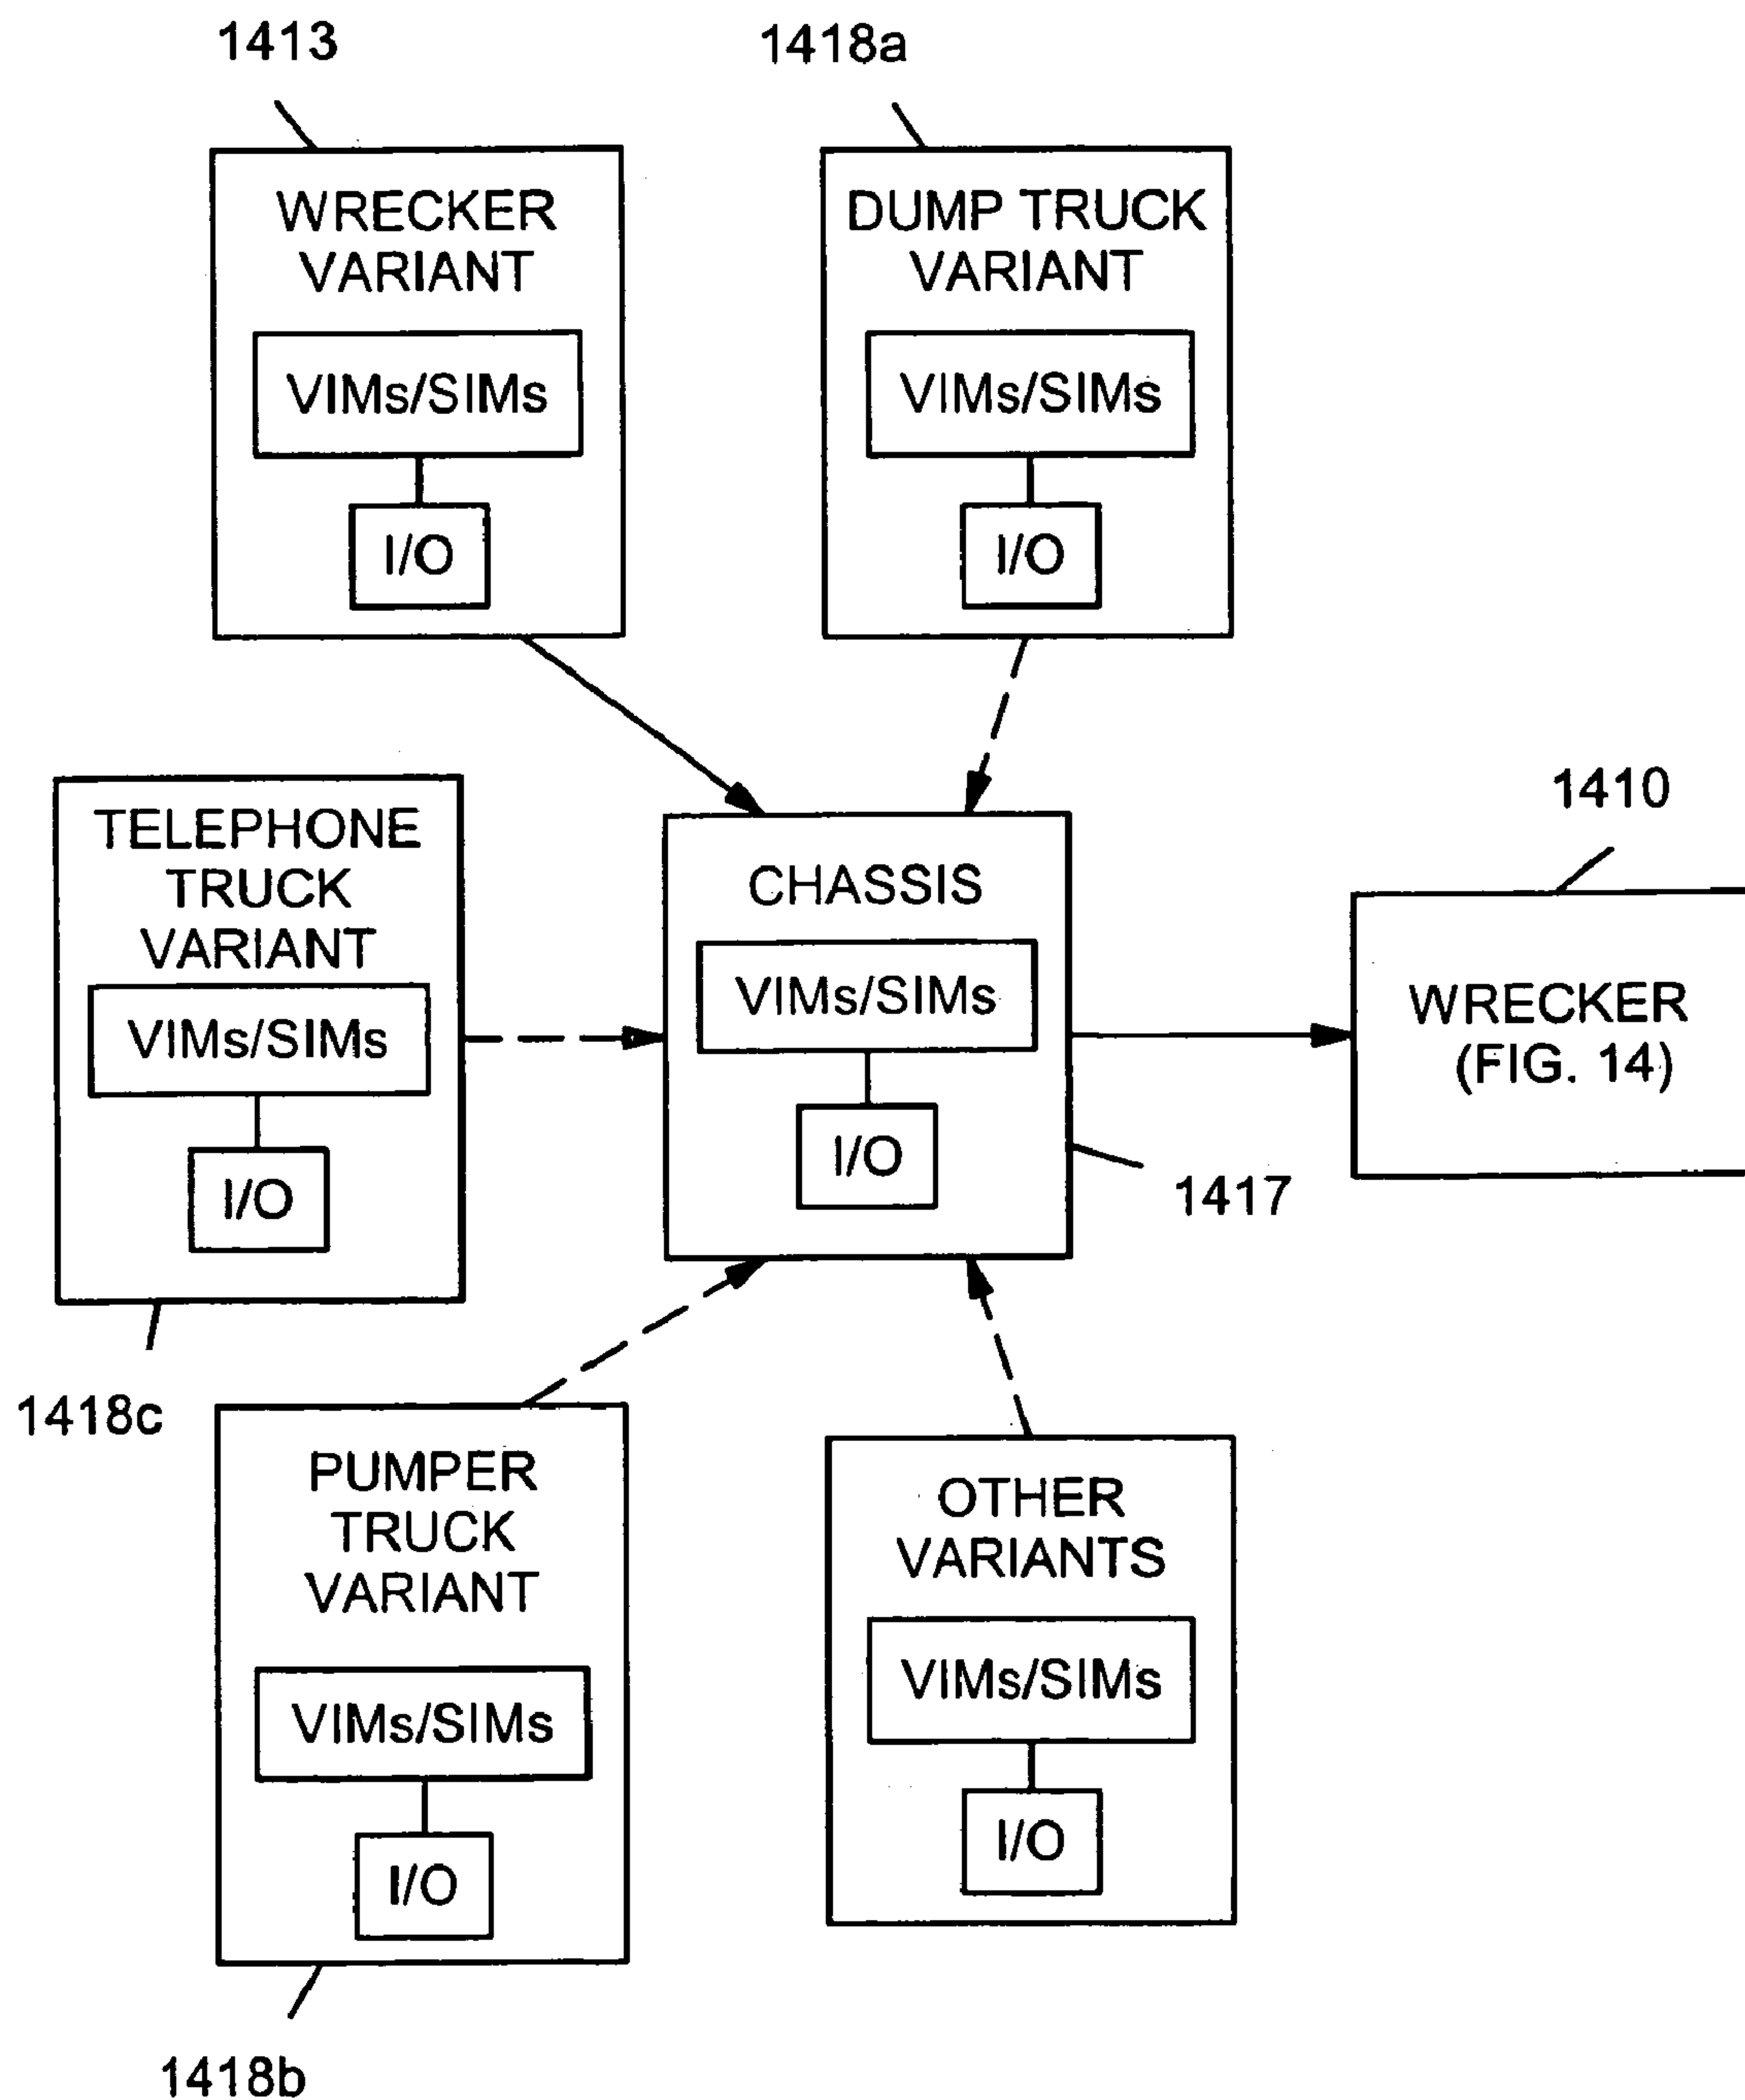 1413
1418a
WRECKER
VARIANT
VIMs/SIMs
I/O
DUMP TRUCK
VARIANT
VIMs/SIMs
I/O
TELEPHONE
TRUCK
VARIANT
VIMs/SIMs
I/O
1418c
CHASSIS
VIMs/SIMs
I/O
1417
1410
WRECKER
(FIG. 14)
PUMPER
TRUCK
VARIANT
VIMs/SIMs
I/O
1418b
OTHER
VARIANTS
VIMs/SIMs
I/O